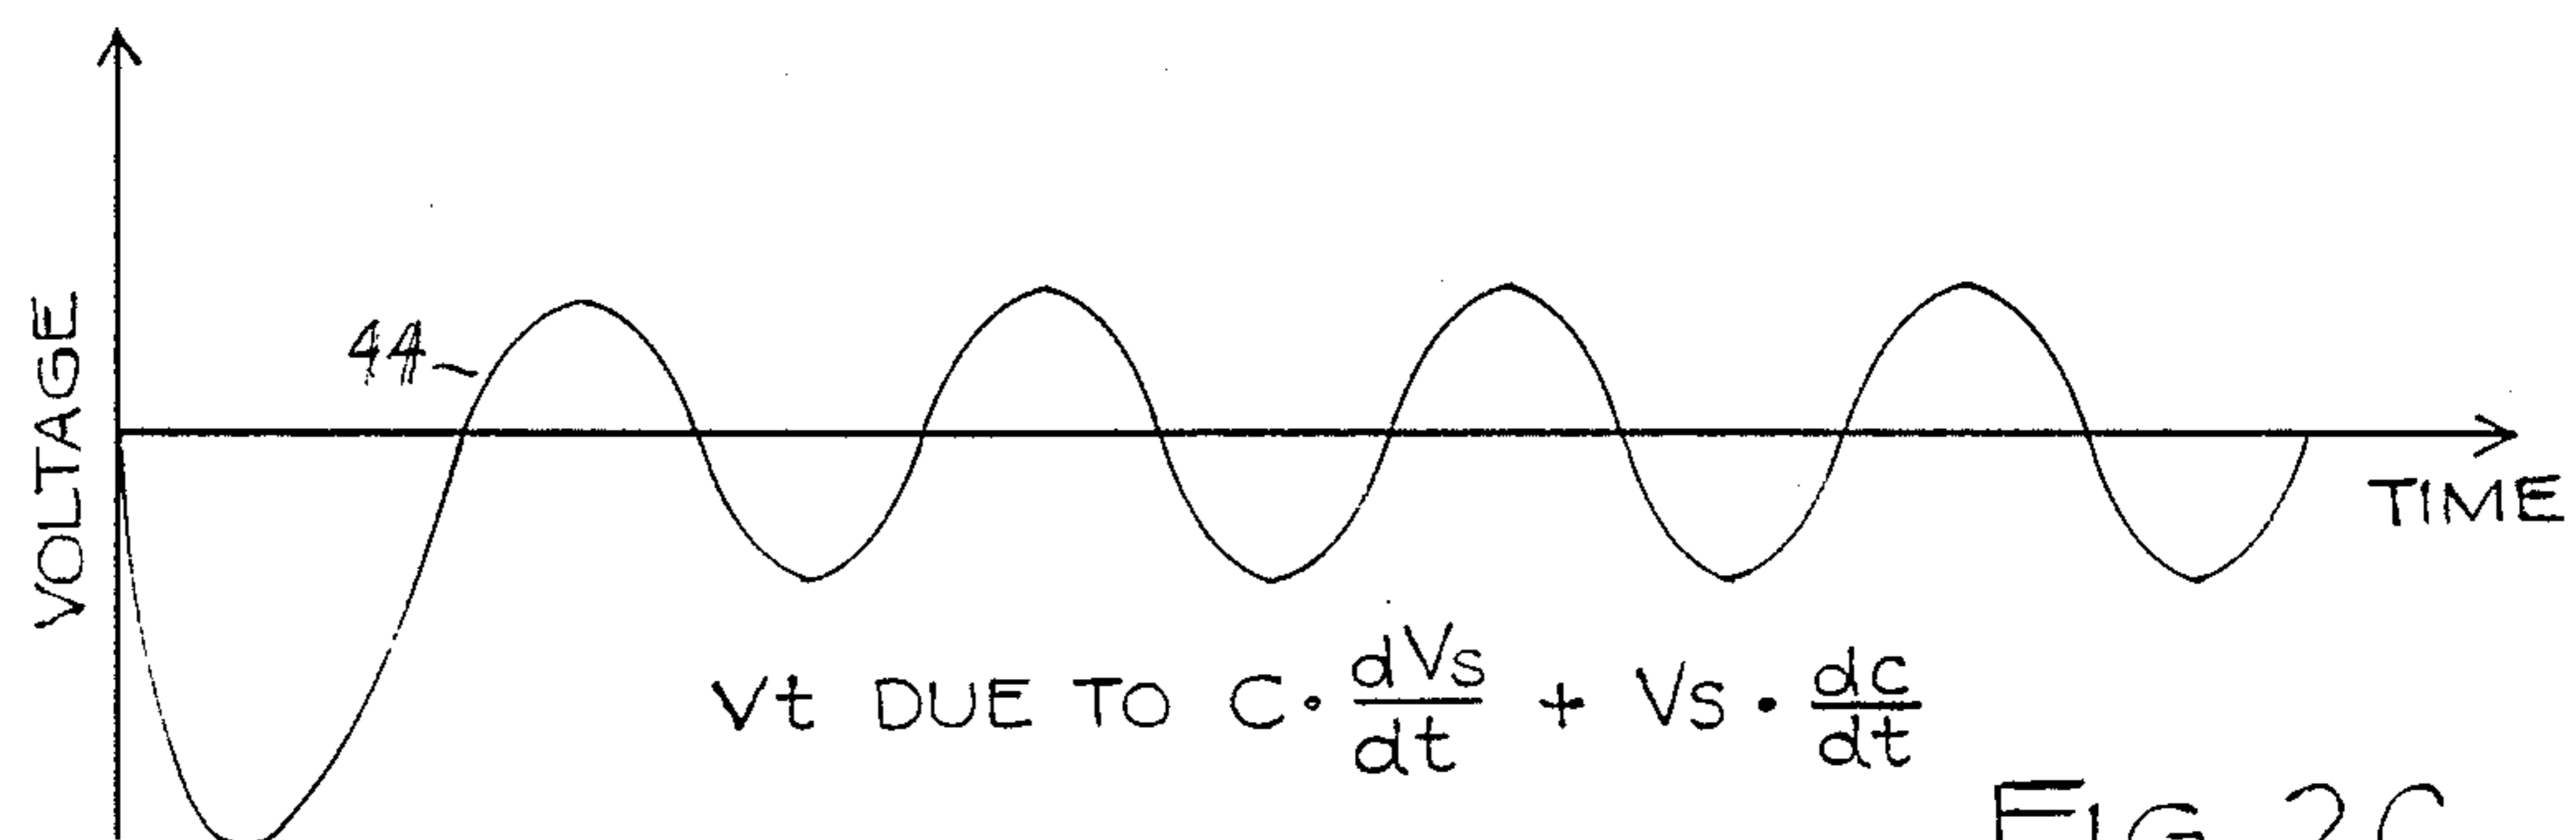 VOLTAGE
44
TIME
Vt DUE TO C · dVs/dt + Vs · dc/dt
FIG. 2C